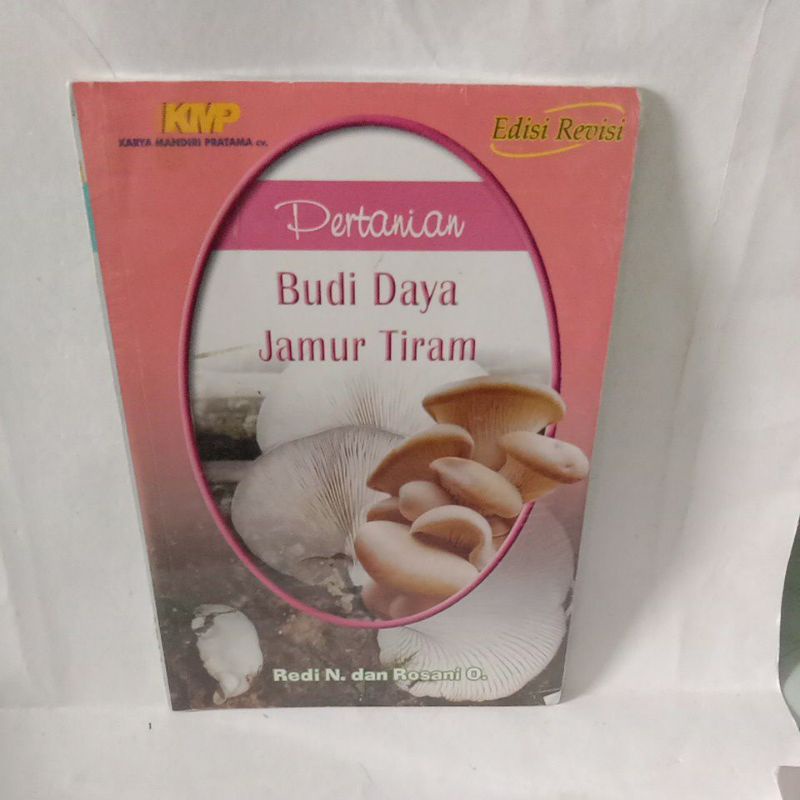 KMP
KARYA MANDIRI PRATAMA cv.
Edisi Revisi
Pertanian
Budi Daya
Jamur Tiram
Redi N. dan Rosani O.